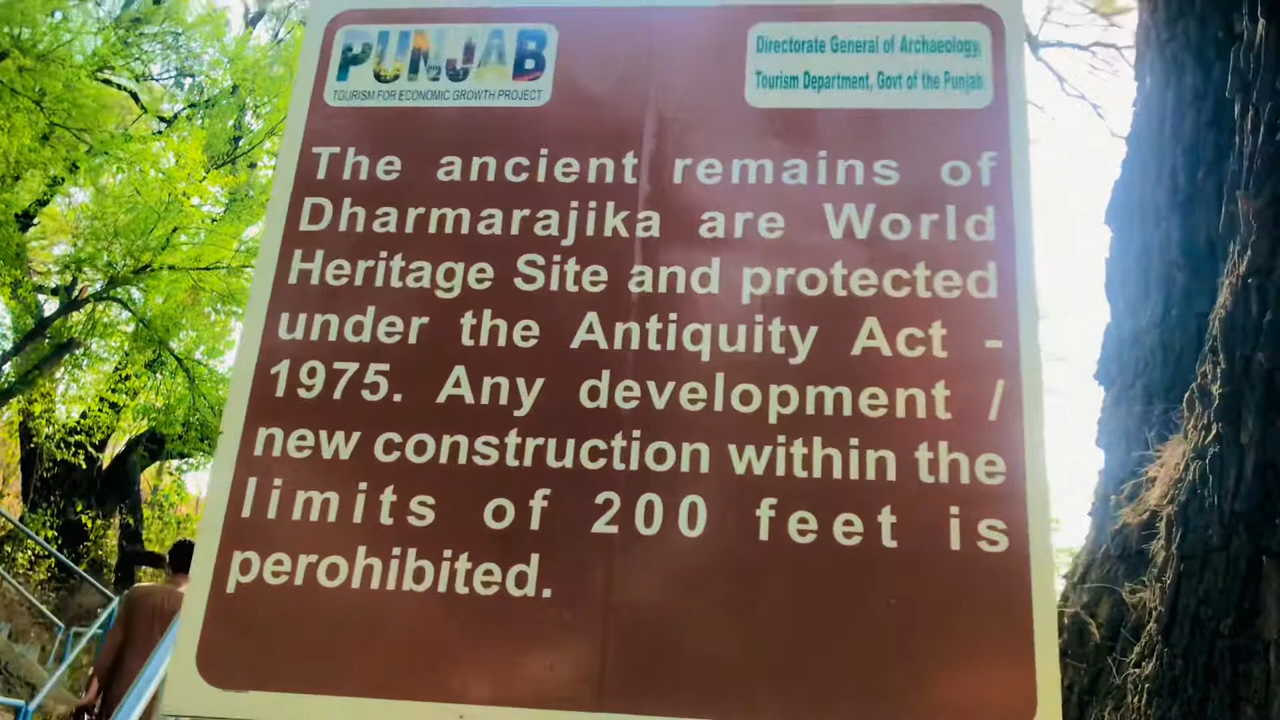 PUNJAB
TOURISM FOR ECONOMIC GROWTH PROJECT
Directorate General of Archaeology,
Tourism Department, Govt of the Punjab
The ancient remains of
Dharmarajika are World
Heritage Site and protected
under the Antiquity Act -
1975. Any development /
new construction within the
limits of 200 feet is
perohibited.